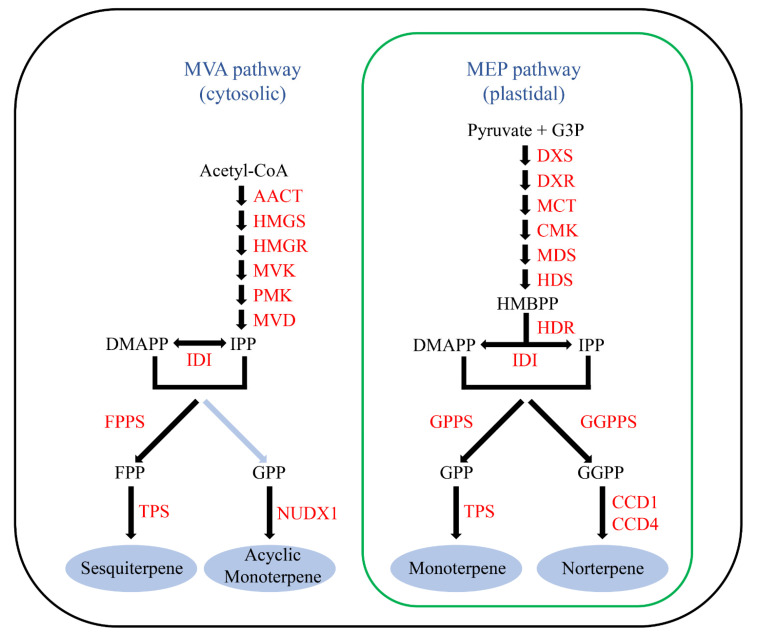 MVA pathway
(cytosolic)
Acetyl-CoA
AACT
HMGS
HMGR
MVK
PMK
MVD
DMAPP
IPP
IDI
FPPS
FPP
GPP
TPS
NUDX1
Sesquiterpene
Acyclic
Monoterpene
MEP pathway
(plastidal)
Pyruvate + G3P
DXS
DXR
MCT
CMK
MDS
HDS
HMBPP
HDR
DMAPP
IPP
IDI
GPPS
GGPPS
GPP
GGPP
TPS
CCD1
CCD4
Monoterpene
Norterpene